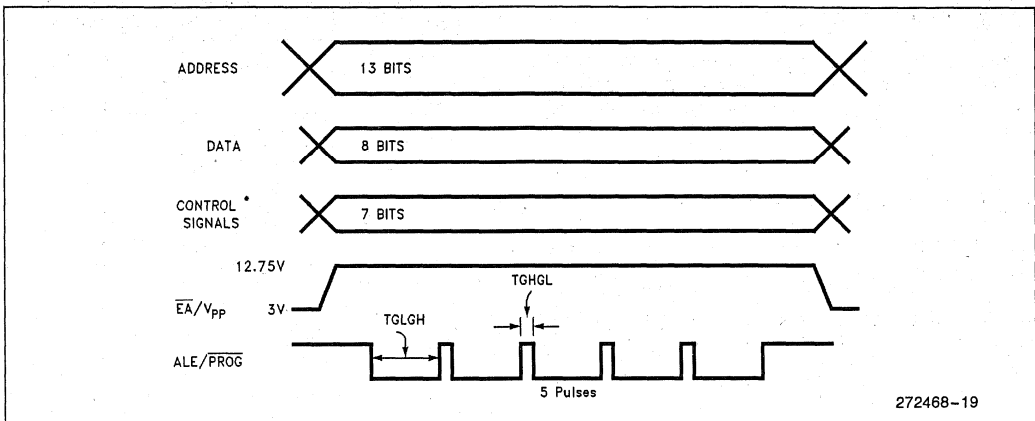 ADDRESS
13 BITS
DATA
8 BITS
CONTROL *
SIGNALS
7 BITS
12.75V
TGHGL
EA/VPP
3V
TGLGH
ALE/PROG
5 Pulses
272468-19